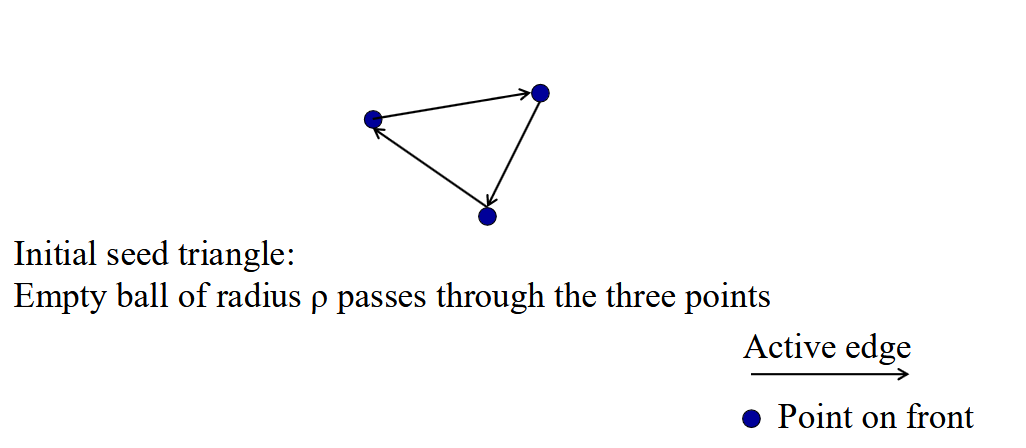 Initial seed triangle:
Empty ball of radius ρ passes through the three points
Active edge
Point on front